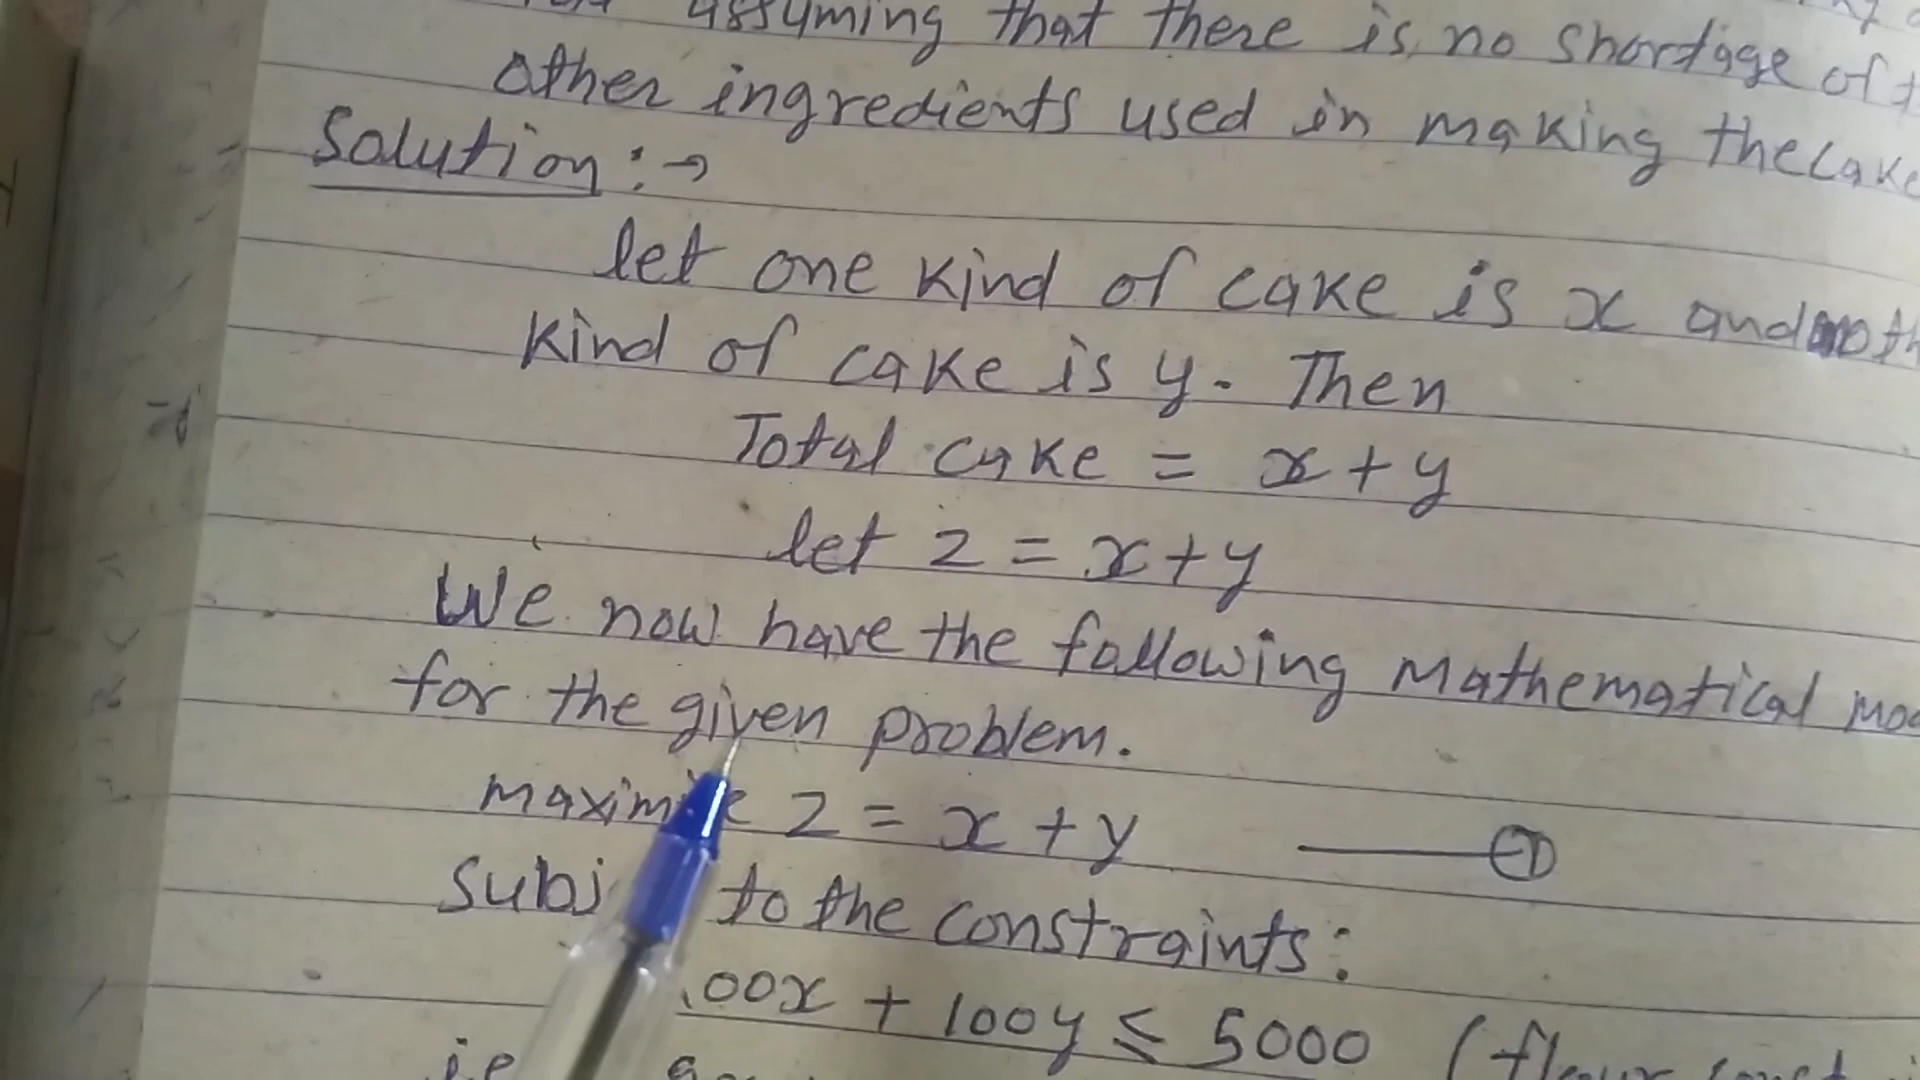 assuming that there is no shortage of
other ingredients used in making the cake
Solution :→
let one kind of cake is x and
kind of cake is y. Then
Total cake = x + y
let z = x + y
We now have the following Mathematical
for the given problem.
z = x + y —— ①
to the constraints:
00x + 100y ≤ 5000 (
i.e